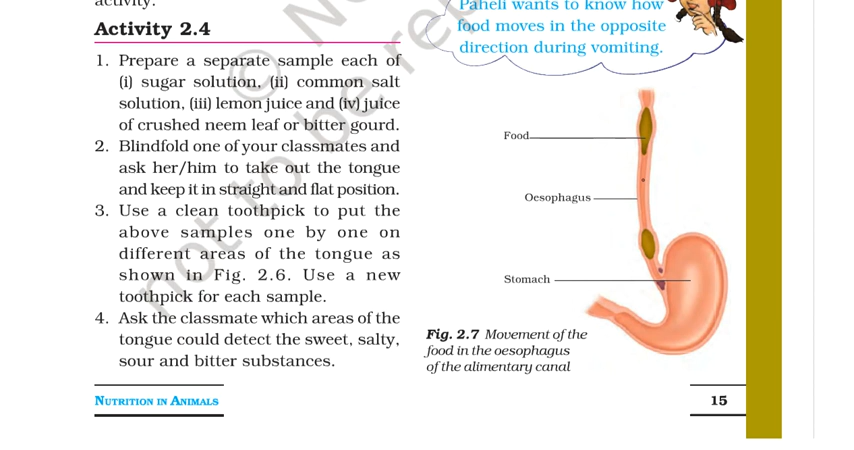 activity.
Activity 2.4
1. Prepare a separate sample each of
(i) sugar solution, (ii) common salt
solution, (iii) lemon juice and (iv) juice
of crushed neem leaf or bitter gourd.
2. Blindfold one of your classmates and
ask her/him to take out the tongue
and keep it in straight and flat position.
3. Use a clean toothpick to put the
above samples one by one on
different areas of the tongue as
shown in Fig. 2.6. Use a new
toothpick for each sample.
4. Ask the classmate which areas of the
tongue could detect the sweet, salty,
sour and bitter substances.
Paheli wants to know how
food moves in the opposite
direction during vomiting.
Food
Oesophagus
Stomach
Fig. 2.7 Movement of the
food in the oesophagus
of the alimentary canal
NUTRITION IN ANIMALS
15
©
not to be rep